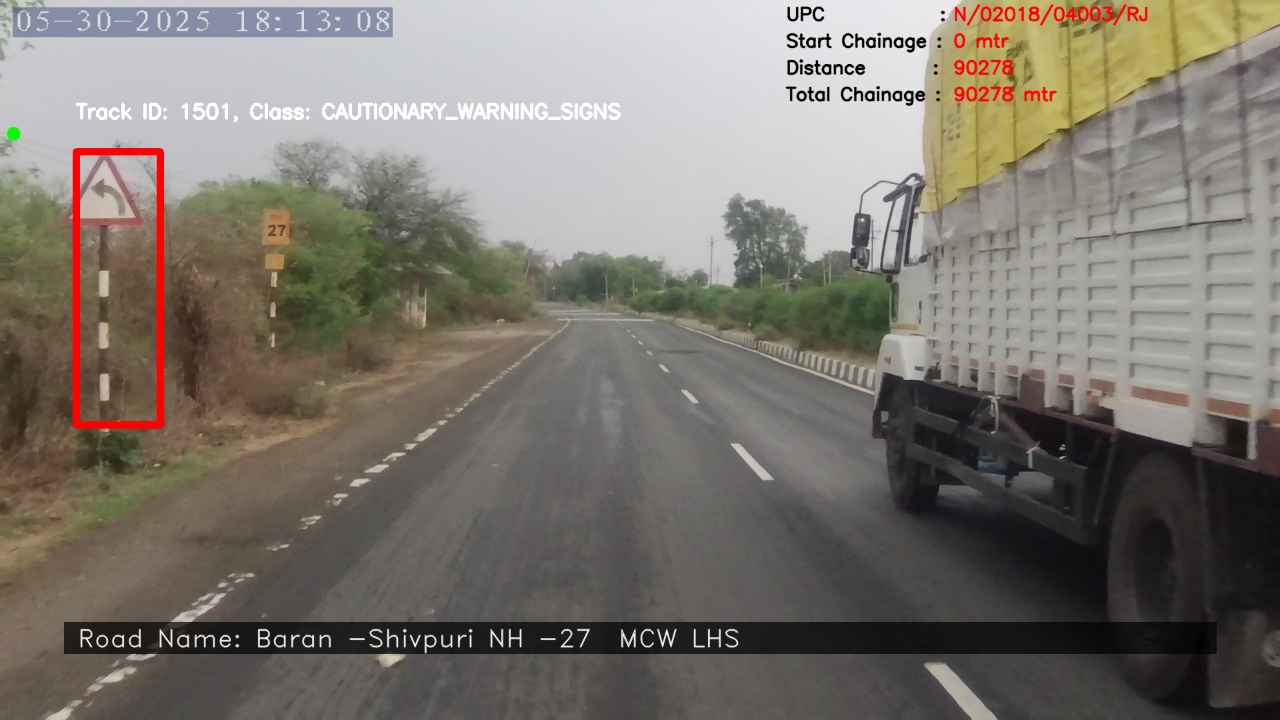 05-30-2025 18:13:08
UPC : N/02018/04003/RJ
Start Chainage : 0 mtr
Distance : 90278
Total Chainage : 90278 mtr
Track ID: 1501, Class: CAUTIONARY_WARNING_SIGNS
27
Road Name: Baran -Shivpuri NH -27 MCW LHS